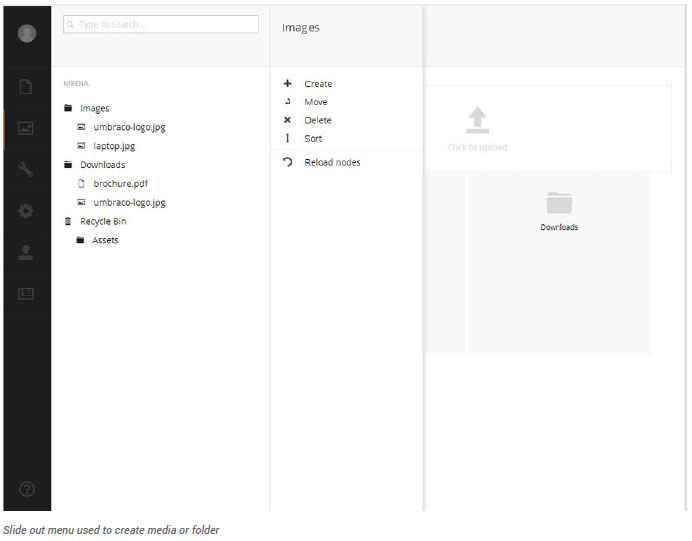 Type to search...
Images
MEDIA
Images
umbraco-logo.jpg
laptop.jpg
Downloads
brochure.pdf
umbraco-logo.jpg
Recycle Bin
Assets
Create
Move
Delete
Sort
Reload nodes
Click to upload
Downloads
Slide out menu used to create media or folder